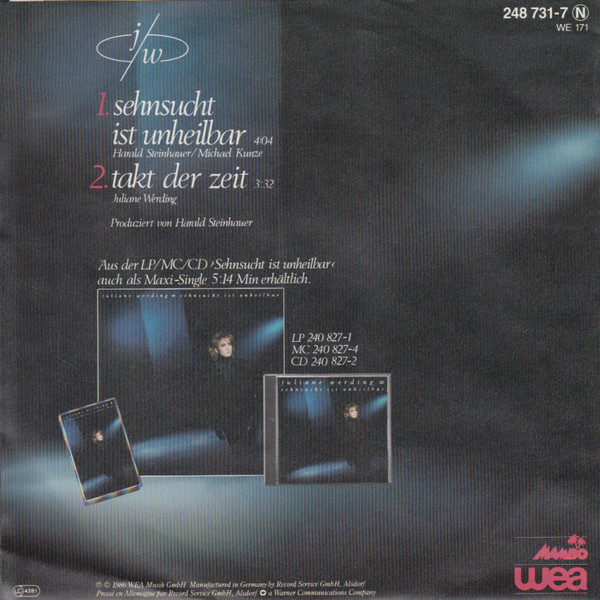 248 731-7 N
WE 171
j/w
1. sehnsucht
ist unheilbar 4:04
Harald Steinhauer/Michael Kunze
2. takt der zeit 3:32
Juliane Werding
Produziert von Harald Steinhauer
Aus der LP/MC/CD ›Sehnsucht ist unheilbar‹
auch als Maxi-Single 5:14 Min erhältlich.
juliane werding sehnsucht ist unheilbar
LP 240 827-1
MC 240 827-4
CD 240 827-2
juliane werding
sehnsucht ist unheilbar
MAMBO
wea
LC 4281
℗ © 1986 WEA Musik GmbH Manufactured in Germany by Record Service GmbH, Alsdorf
Pressé en Allemagne par Record Service GmbH, Alsdorf a Warner Communications Company